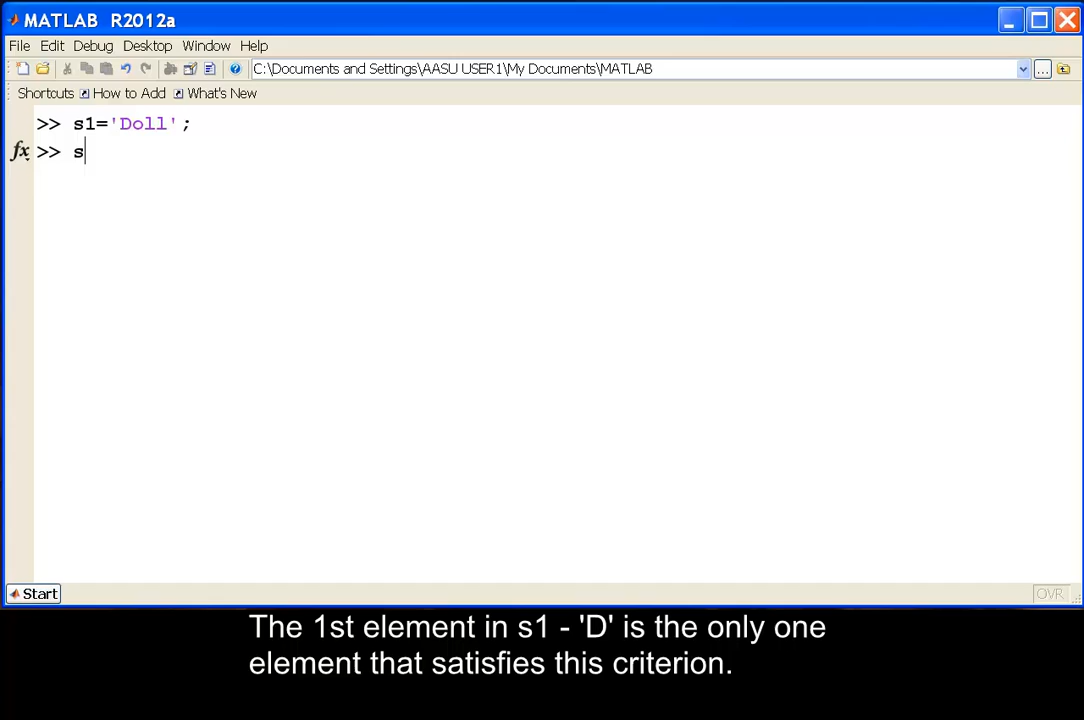 MATLAB R2012a
File Edit Debug Desktop Window Help
C:\Documents and Settings\AASU USER1\My Documents\MATLAB ...
Shortcuts How to Add What's New
>> s1='Doll';
fx >> s
Start OVR
The 1st element in s1 - 'D' is the only one
element that satisfies this criterion.